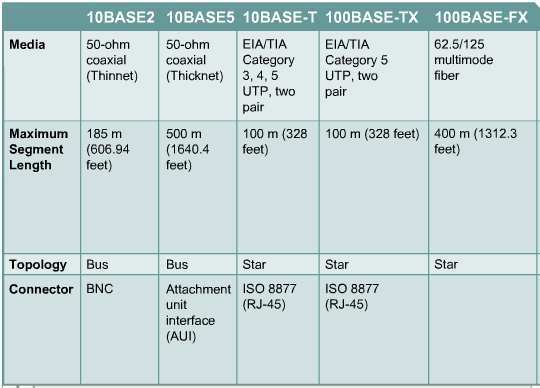 10BASE2 10BASE5 10BASE-T 100BASE-TX 100BASE-FX
Media
50-ohm
coaxial
(Thinnet)
50-ohm
coaxial
(Thicknet)
EIA/TIA
Category
3, 4, 5
UTP, two
pair
EIA/TIA
Category 5
UTP, two
pair
62.5/125
multimode
fiber
Maximum
Segment
Length
185 m
(606.94
feet)
500 m
(1640.4
feet)
100 m (328
feet)
100 m (328 feet)
400 m (1312.3
feet)
Topology
Bus
Bus
Star
Star
Star
Connector
BNC
Attachment
unit
interface
(AUI)
ISO 8877
(RJ-45)
ISO 8877
(RJ-45)